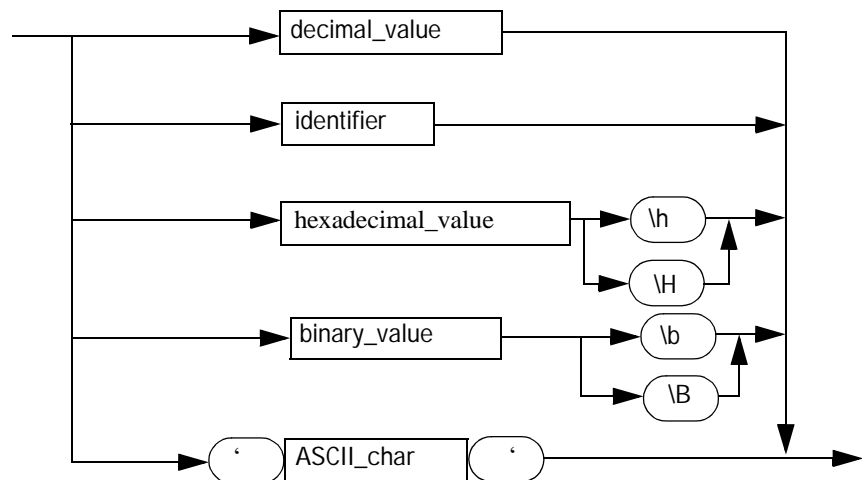 decimal_value
identifier
hexadecimal_value
\h
\H
binary_value
\b
\B
‘ ASCII_char ‘